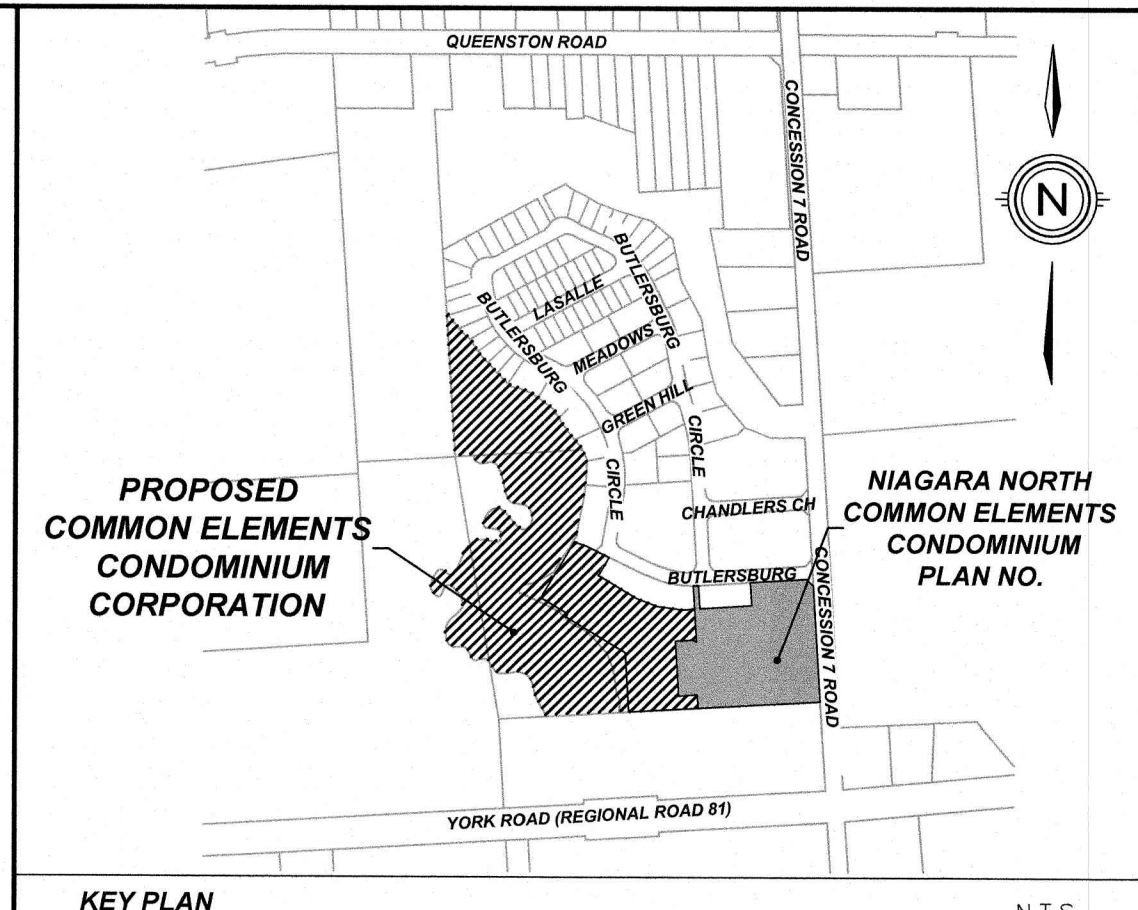 QUEENSTON ROAD
CONCESSION 7 ROAD
N
BUTLERSBURG
LASALLE
BUTLERSBURG
MEADOWS
GREEN HILL
CIRCLE
CIRCLE
CHANDLERS CH
PROPOSED
COMMON ELEMENTS
CONDOMINIUM
CORPORATION
NIAGARA NORTH
COMMON ELEMENTS
CONDOMINIUM
PLAN NO.
BUTLERSBURG
CONCESSION 7 ROAD
YORK ROAD (REGIONAL ROAD 81)
KEY PLAN
N.T.S.